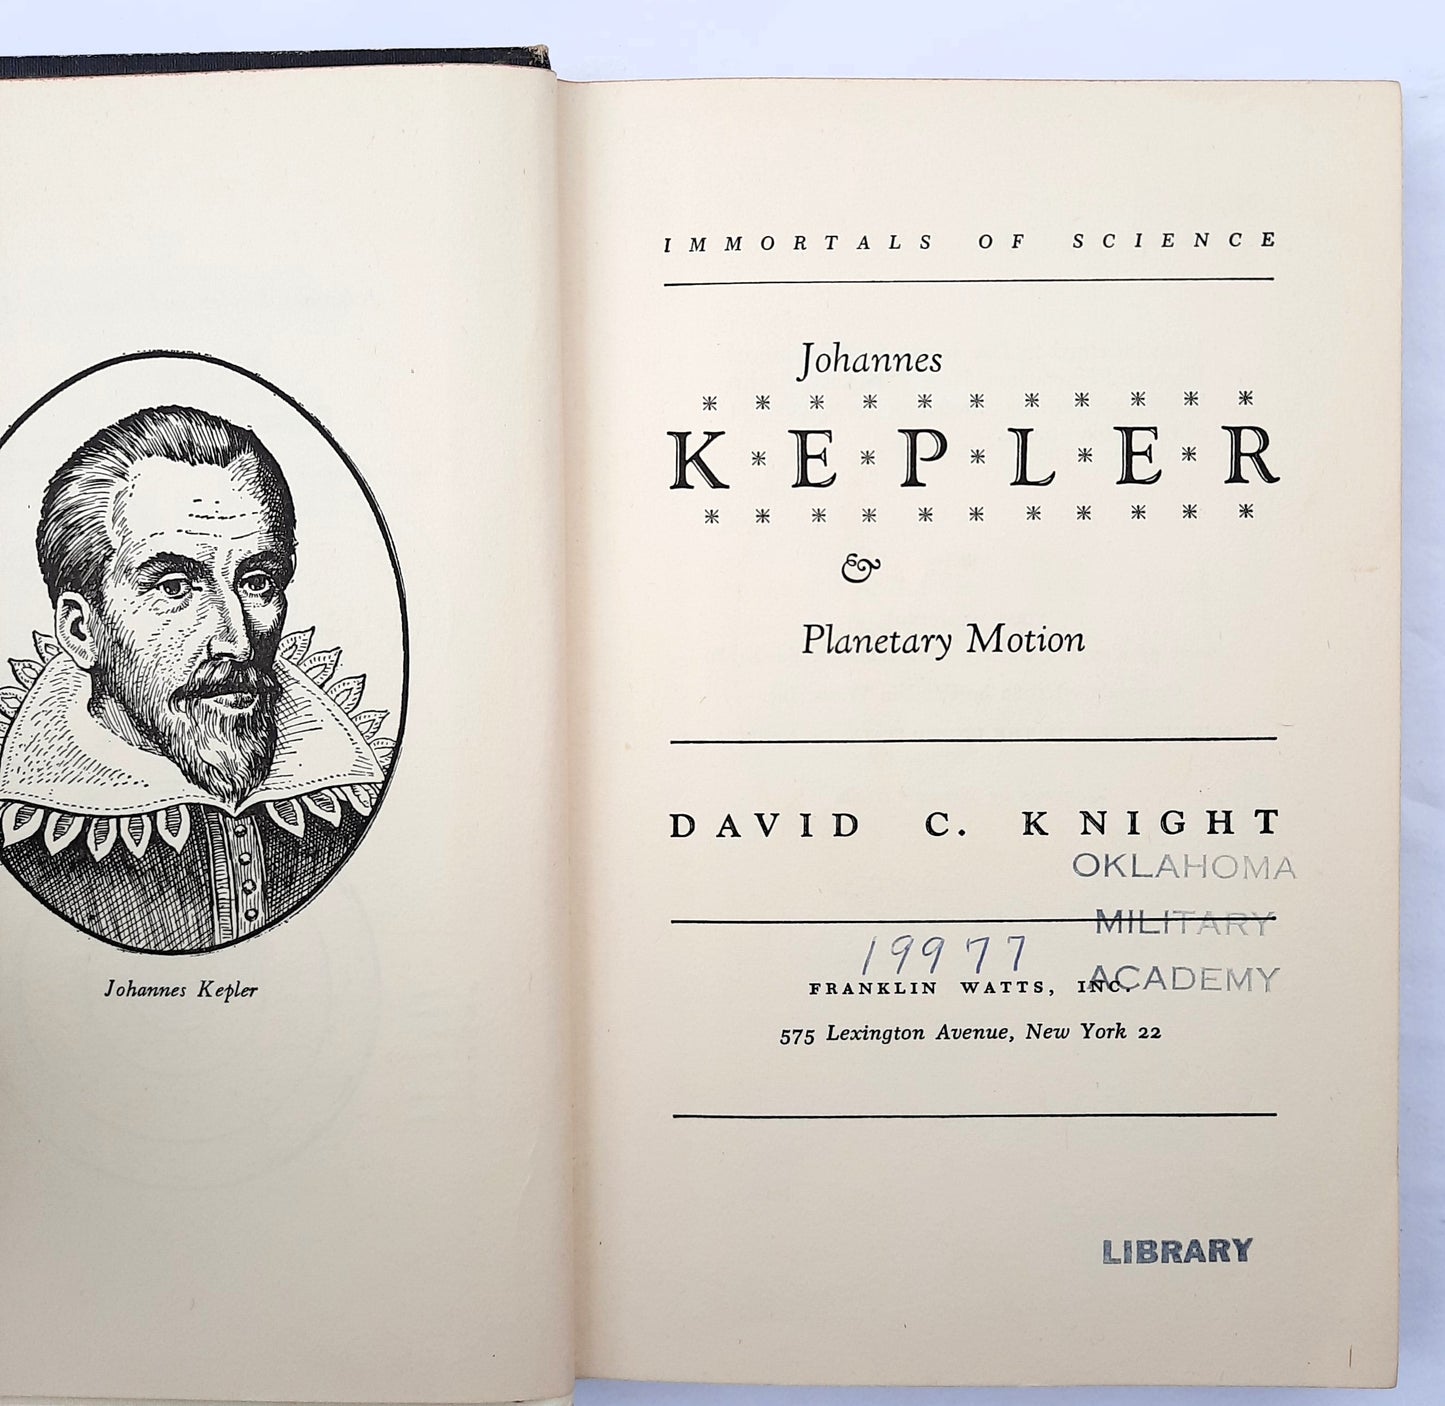 Johannes Kepler
IMMORTALS OF SCIENCE
Johannes
K*E*P*L*E*R
&
Planetary Motion
DAVID C. KNIGHT
OKLAHOMA
MILITARY
ACADEMY
19977
FRANKLIN WATTS, INC.
575 Lexington Avenue, New York 22
LIBRARY